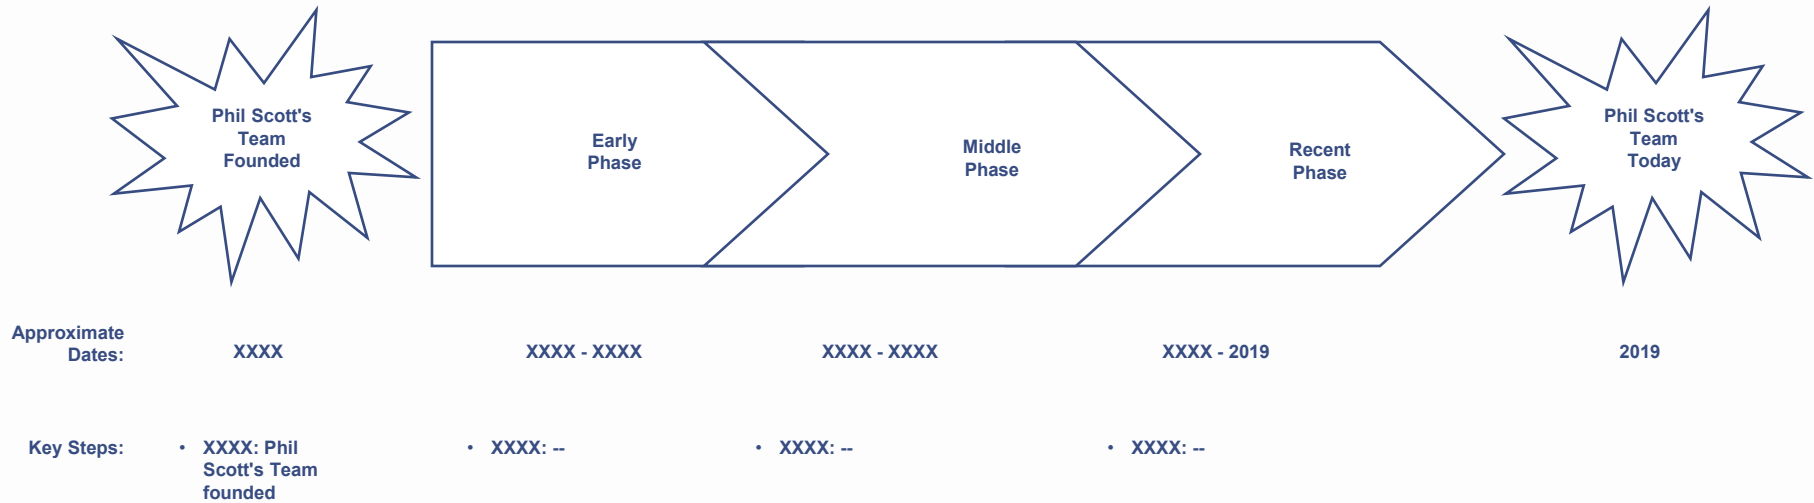 Phil Scott's
Team
Founded
Early
Phase
Middle
Phase
Recent
Phase
Phil Scott's
Team
Today
Approximate
Dates:
XXXX
XXXX - XXXX
XXXX - XXXX
XXXX - 2019
2019
Key Steps:
• XXXX: Phil
Scott's Team
founded
• XXXX: --
• XXXX: --
• XXXX: --